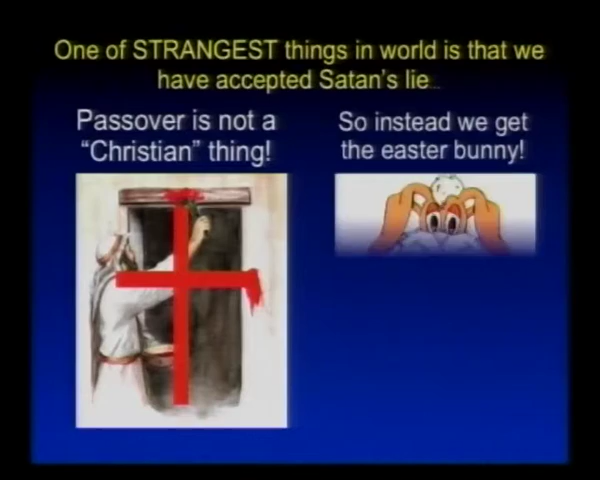 One of STRANGEST things in world is that we
have accepted Satan's lie...
Passover is not a
"Christian" thing!
So instead we get
the easter bunny!